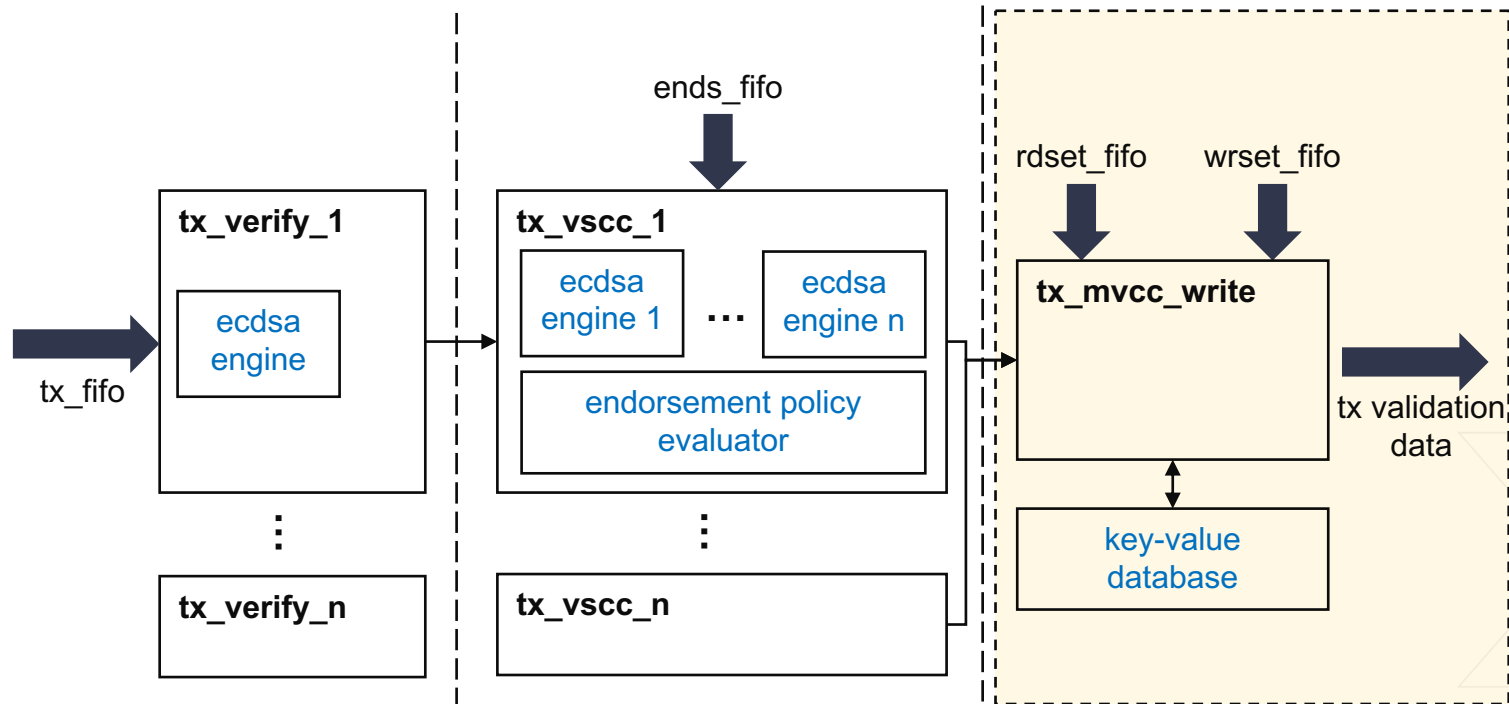 tx_fifo
tx_verify_1
ecdsa
engine
⋮
tx_verify_n
ends_fifo
tx_vscc_1
ecdsa
engine 1
...
ecdsa
engine n
endorsement policy
evaluator
⋮
tx_vscc_n
rdset_fifo
wrset_fifo
tx_mvcc_write
key-value
database
tx validation
data